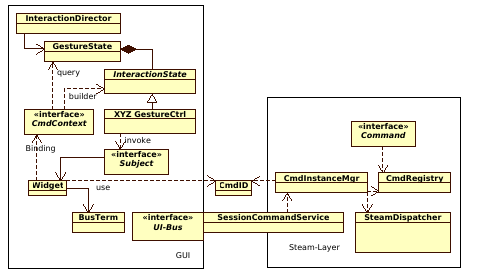 InteractionDirector
GestureState
query
InteractionState
builder
«interface»
CmdContext
XYZ GestureCtrl
Binding
invoke
«interface»
Subject
«interface»
Command
Widget
use
CmdID
CmdInstanceMgr
CmdRegistry
BusTerm
«interface»
UI-Bus
SessionCommandService
SteamDispatcher
GUI
Steam-Layer